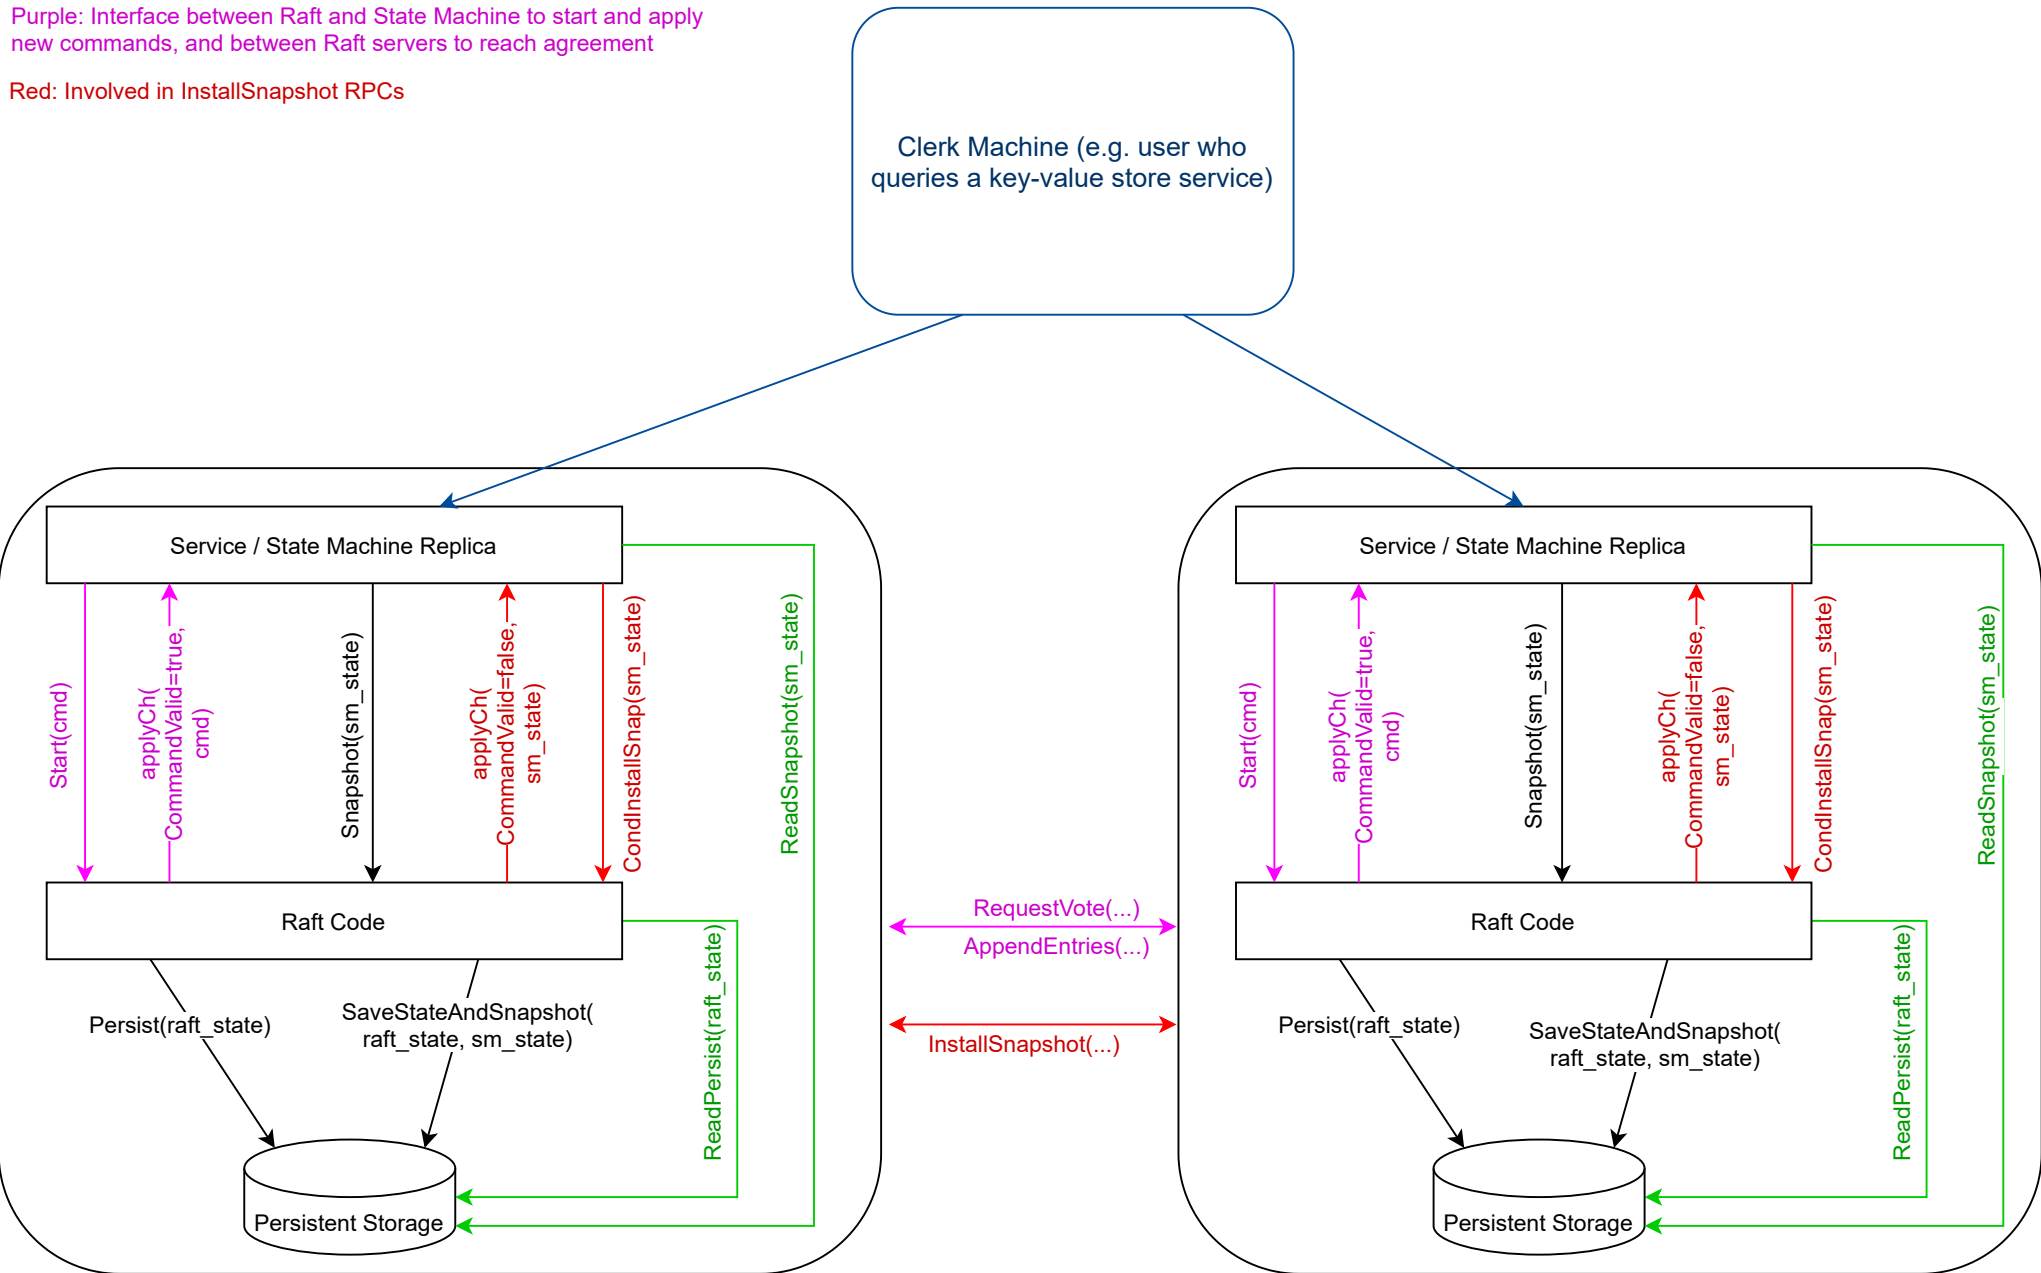 Purple: Interface between Raft and State Machine to start and apply
new commands, and between Raft servers to reach agreement
Red: Involved in InstallSnapshot RPCs
Clerk Machine (e.g. user who
queries a key-value store service)
Service / State Machine Replica
Start(cmd)
applyCh(
CommandValid=true,
cmd)
Snapshot(sm_state)
applyCh(
CommandValid=false,
sm_state)
CondInstallSnap(sm_state)
ReadSnapshot(sm_state)
Raft Code
Persist(raft_state)
SaveStateAndSnapshot(
raft_state, sm_state)
ReadPersist(raft_state)
Persistent Storage
RequestVote(...)
AppendEntries(...)
InstallSnapshot(...)
Service / State Machine Replica
Start(cmd)
applyCh(
CommandValid=true,
cmd)
Snapshot(sm_state)
applyCh(
CommandValid=false,
sm_state)
CondInstallSnap(sm_state)
ReadSnapshot(sm_state)
Raft Code
Persist(raft_state)
SaveStateAndSnapshot(
raft_state, sm_state)
ReadPersist(raft_state)
Persistent Storage